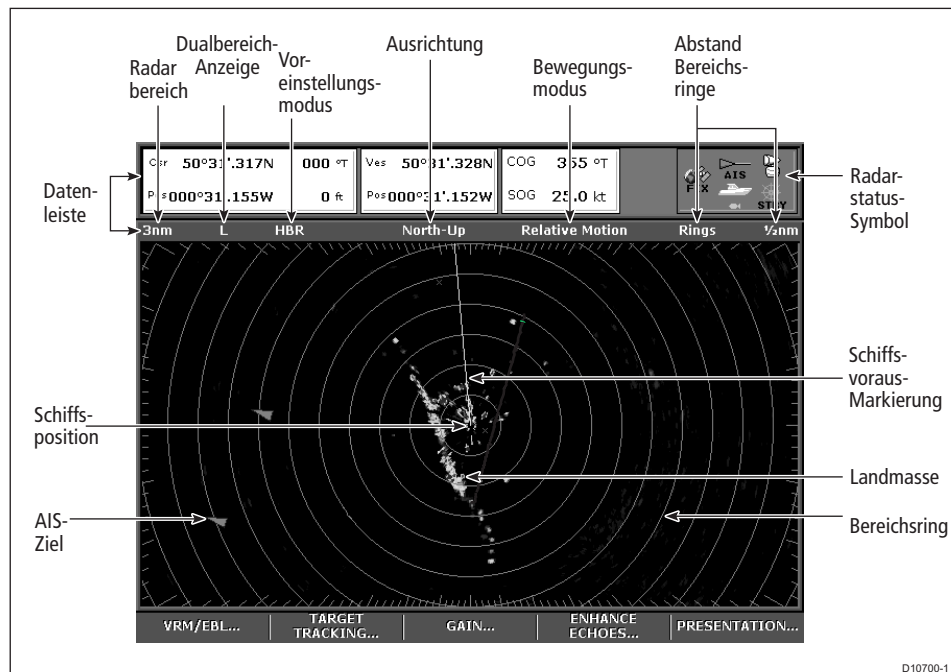 Radar
bereich
Dualbereich-
Anzeige
Vor-
einstellungs-
modus
Ausrichtung
Bewegungs-
modus
Abstand
Bereichs-
ringe
Daten-
leiste
Csr 50°31'.317N 000 °T
Pos 000°31'.155W 0 ft
Ves 50°31'.328N
Pos 000°31'.152W
COG 355 °T
SOG 25.0 kt
FIX
AIS
STBY
Radar-
status-
Symbol
3nm L HBR North-Up Relative Motion Rings ½nm
Schiffs-
position
AIS-
Ziel
Schiffs-
voraus-
Markierung
Landmasse
Bereichsring
VRM/EBL...
TARGET
TRACKING...
GAIN...
ENHANCE
ECHOES...
PRESENTATION...
D10700-1